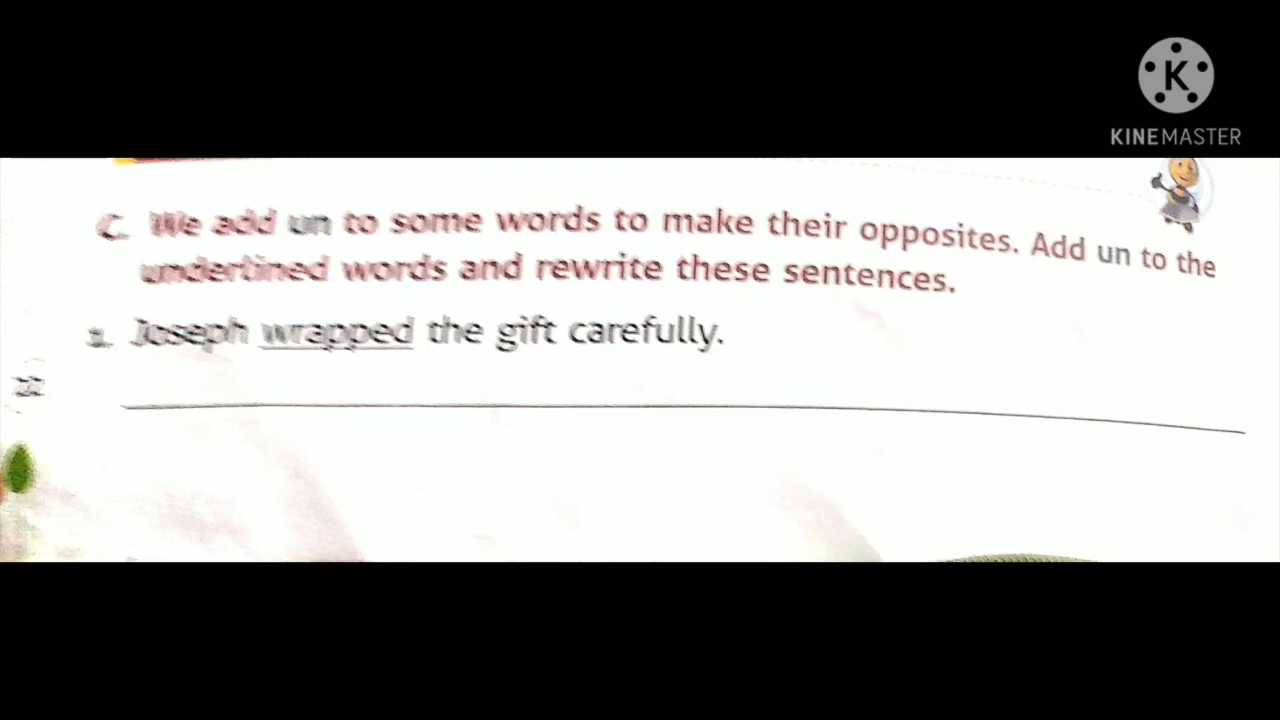 K
KINEMASTER
C. We add un to some words to make their opposites. Add un to the
underlined words and rewrite these sentences.
1. Joseph wrapped the gift carefully.
22